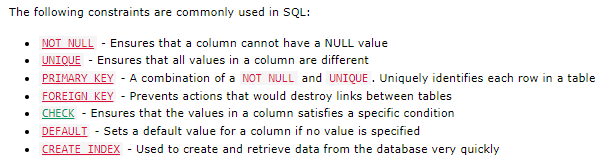 The following constraints are commonly used in SQL:
NOT NULL - Ensures that a column cannot have a NULL value
UNIQUE - Ensures that all values in a column are different
PRIMARY KEY - A combination of a NOT NULL and UNIQUE. Uniquely identifies each row in a table
FOREIGN KEY - Prevents actions that would destroy links between tables
CHECK - Ensures that the values in a column satisfies a specific condition
DEFAULT - Sets a default value for a column if no value is specified
CREATE INDEX - Used to create and retrieve data from the database very quickly